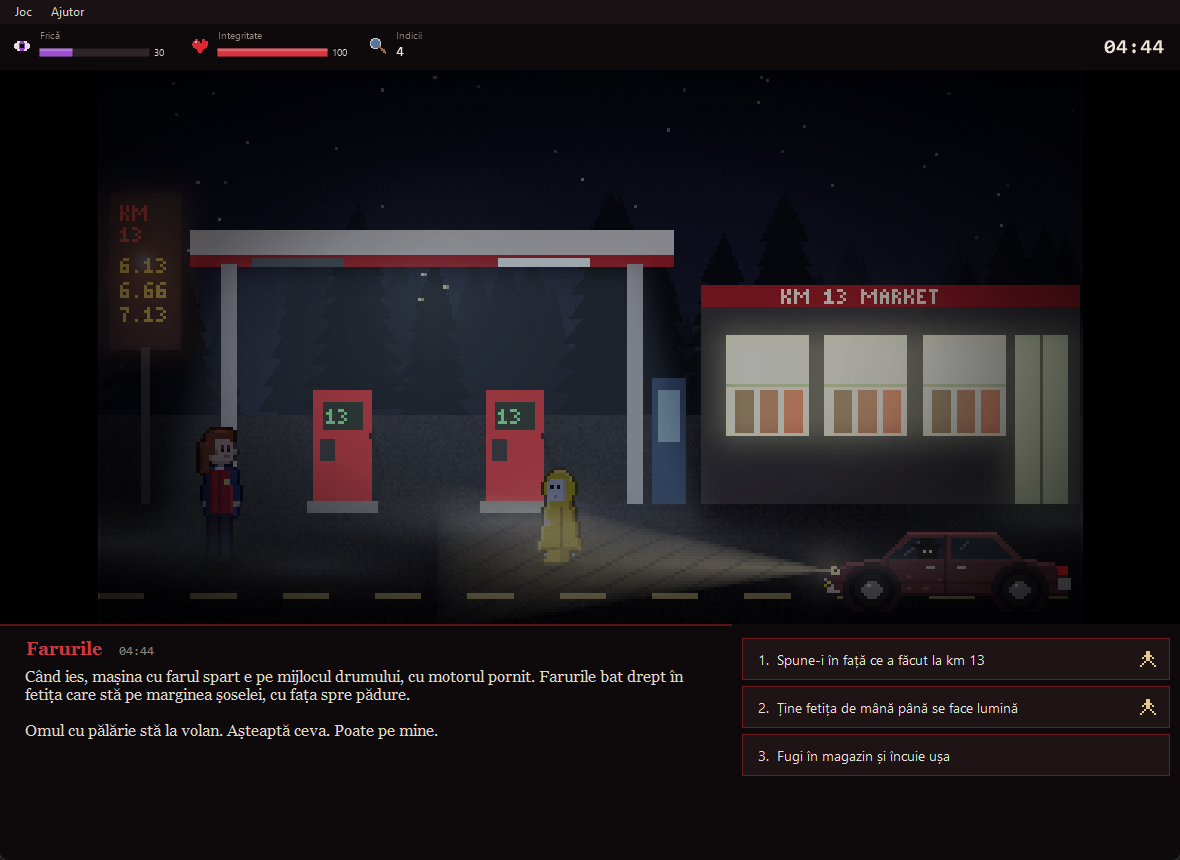 Joc Ajutor
Frică
30
Integritate
100
Indicii
4
04:44
KM
13
6.13
6.66
7.13
KM 13 MARKET
13
13
Farurile 04:44
Când ies, mașina cu farul spart e pe mijlocul drumului, cu motorul pornit. Farurile bat drept în
fetița care stă pe marginea șoselei, cu fața spre pădure.
Omul cu pălărie stă la volan. Așteaptă ceva. Poate pe mine.
1. Spune-i în față ce a făcut la km 13
2. Ține fetița de mână până se face lumină
3. Fugi în magazin și încuie ușa